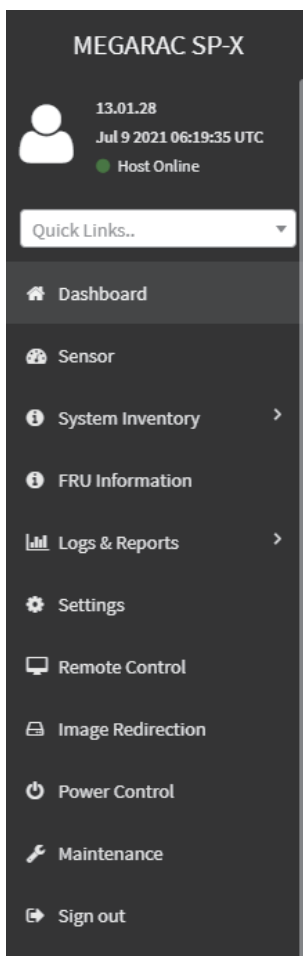 MEGARAC SP-X
13.01.28
Jul 9 2021 06:19:35 UTC
Host Online
Quick Links..
Dashboard
Sensor
System Inventory
FRU Information
Logs & Reports
Settings
Remote Control
Image Redirection
Power Control
Maintenance
Sign out